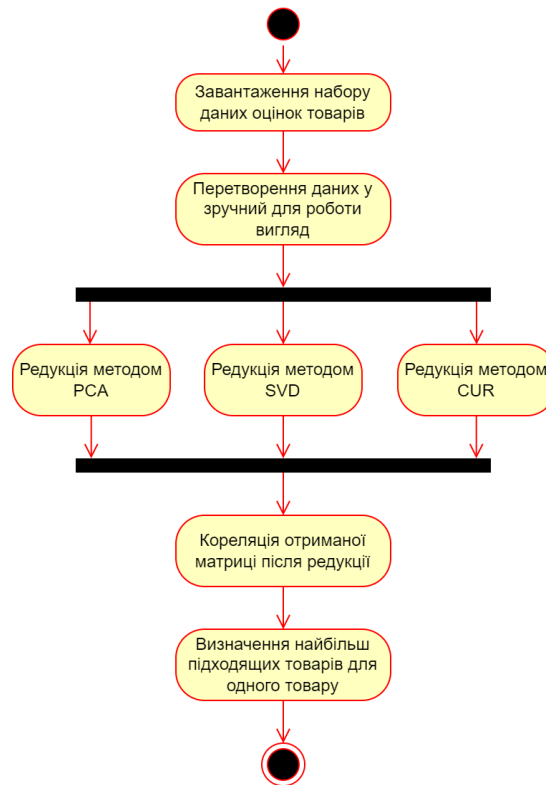 Завантаження набору
даних оцінок товарів
Перетворення даних у
зручний для роботи
вигляд
Редукція методом
PCA
Редукція методом
SVD
Редукція методом
CUR
Кореляція отриманої
матриці після редукції
Визначення найбільш
підходящих товарів для
одного товару